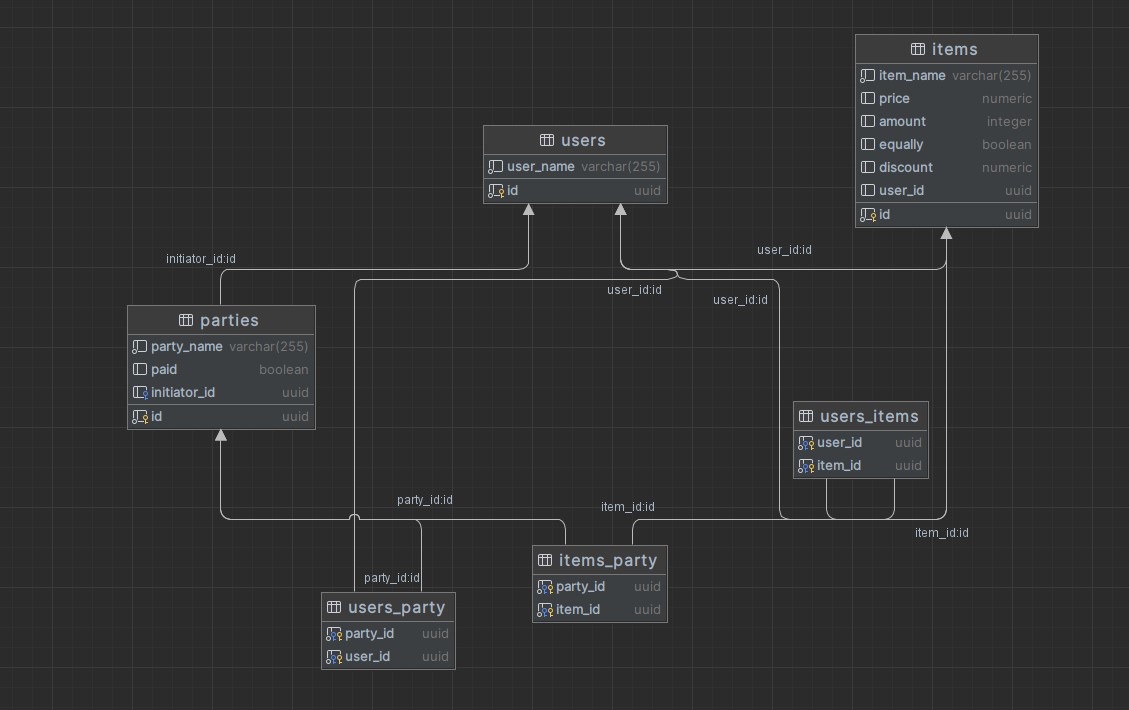 items
item_name varchar(255)
price numeric
amount integer
equally boolean
discount numeric
user_id uuid
id uuid
users
user_name varchar(255)
id uuid
initiator_id:id
user_id:id
user_id:id
user_id:id
parties
party_name varchar(255)
paid boolean
initiator_id uuid
id uuid
users_items
user_id uuid
item_id uuid
party_id:id
item_id:id
item_id:id
items_party
party_id uuid
item_id uuid
party_id:id
users_party
party_id uuid
user_id uuid